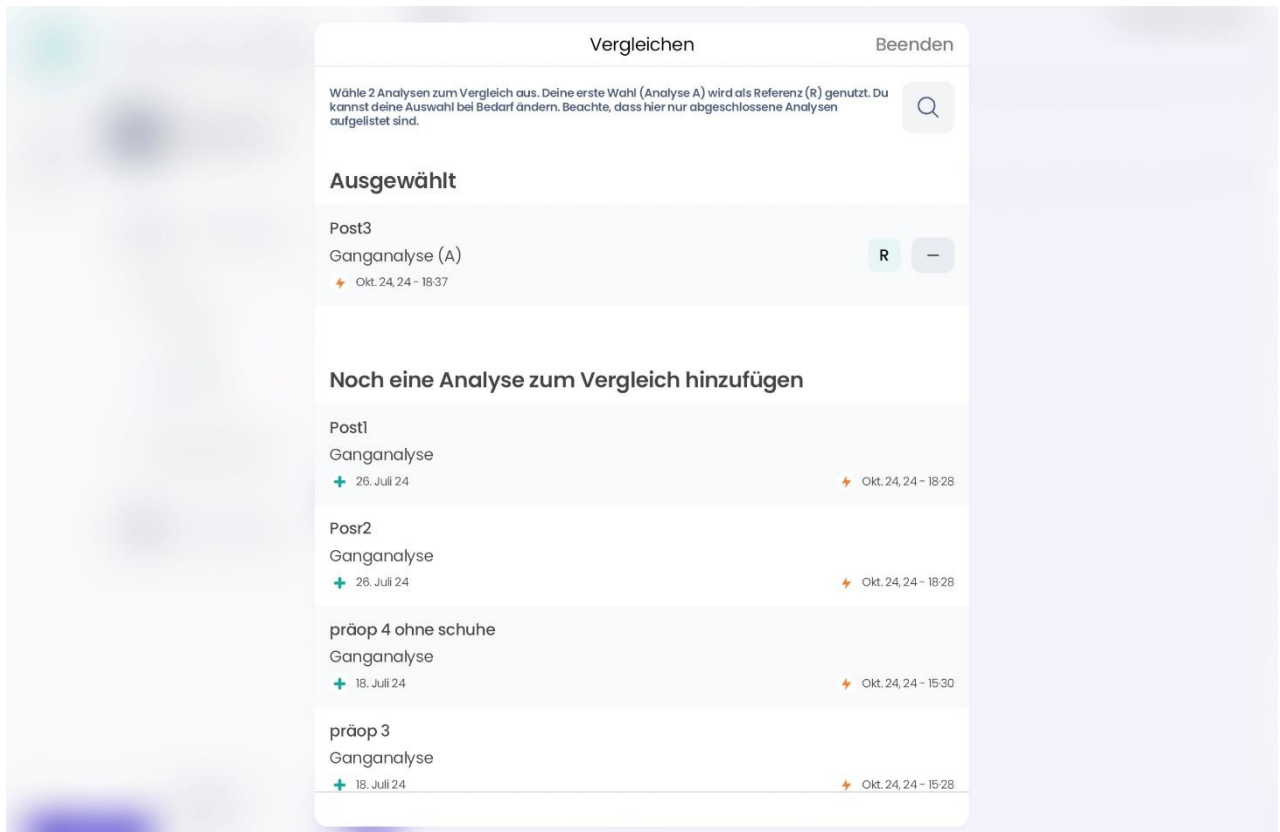 Vergleichen
Beenden
Wähle 2 Analysen zum Vergleich aus. Deine erste Wahl (Analyse A) wird als Referenz (R) genutzt. Du
kannst deine Auswahl bei Bedarf ändern. Beachte, dass hier nur abgeschlossene Analysen
aufgelistet sind.
Ausgewählt
Post3
Ganganalyse (A)
R
Okt. 24, 24 - 18:37
Noch eine Analyse zum Vergleich hinzufügen
Post1
Ganganalyse
26. Juli 24
Okt. 24, 24 - 18:28
Posr2
Ganganalyse
26. Juli 24
Okt. 24, 24 - 18:28
präop 4 ohne schuhe
Ganganalyse
18. Juli 24
Okt. 24, 24 - 15:30
präop 3
Ganganalyse
18. Juli 24
Okt. 24, 24 - 15:28